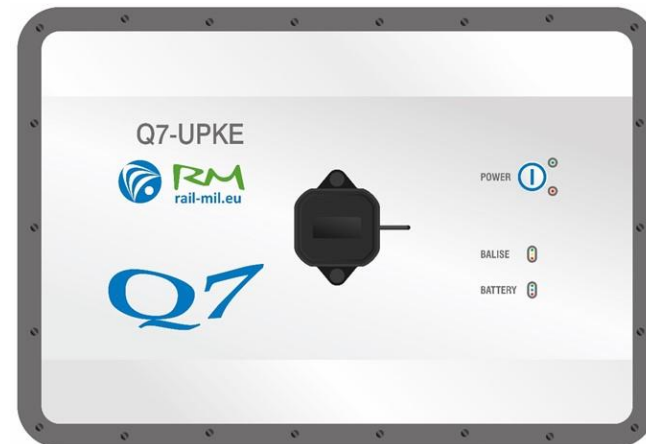 Q7-UPKE
RM
rail-mil.eu
Q7
POWER
BALISE
BATTERY